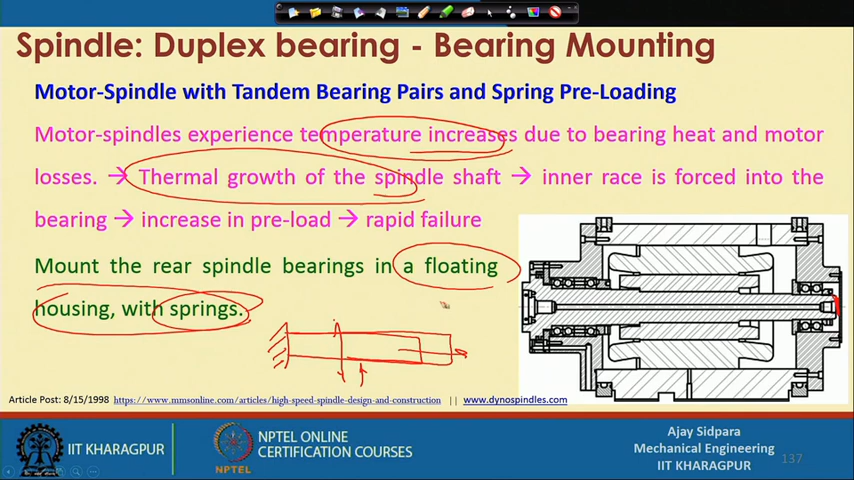 Spindle: Duplex bearing - Bearing Mounting
Motor-Spindle with Tandem Bearing Pairs and Spring Pre-Loading
Motor-spindles experience temperature increases due to bearing heat and motor
losses. → Thermal growth of the spindle shaft → inner race is forced into the
bearing → increase in pre-load → rapid failure
Mount the rear spindle bearings in a floating
housing, with springs.
Article Post: 8/15/1998 https://www.mmsonline.com/articles/high-speed-spindle-design-and-construction || www.dynospindles.com
IIT KHARAGPUR
NPTEL
NPTEL ONLINE
CERTIFICATION COURSES
Ajay Sidpara
Mechanical Engineering
IIT KHARAGPUR
137